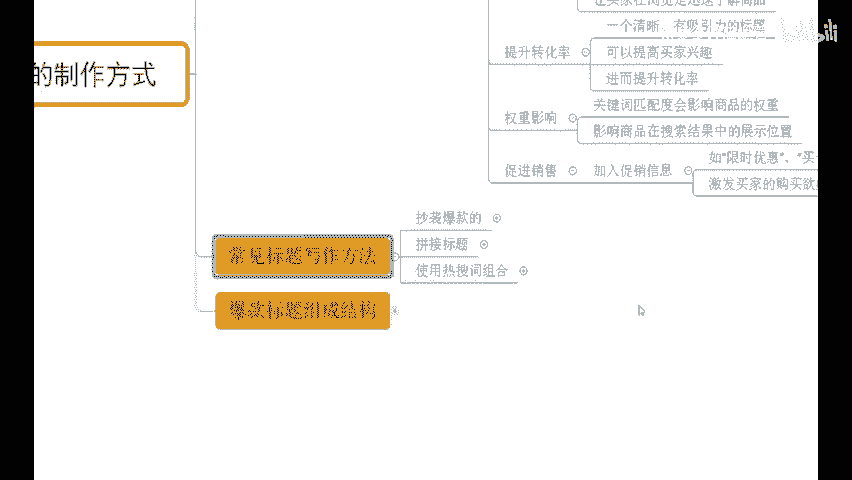 让买家在浏览是迅速了解商品
一个清晰、有吸引力的标题
提升转化率
可以提高买家兴趣
进而提升转化率
的制作方式
关键词匹配度会影响商品的权重
权重影响
影响商品在搜索结果中的展示位置
如“限时优惠”、“买
促进销售
加入促销信息
激发买家的购买欲
抄袭爆款的
常见标题写作方法
拼接标题
使用热搜词组合
爆款标题组成结构